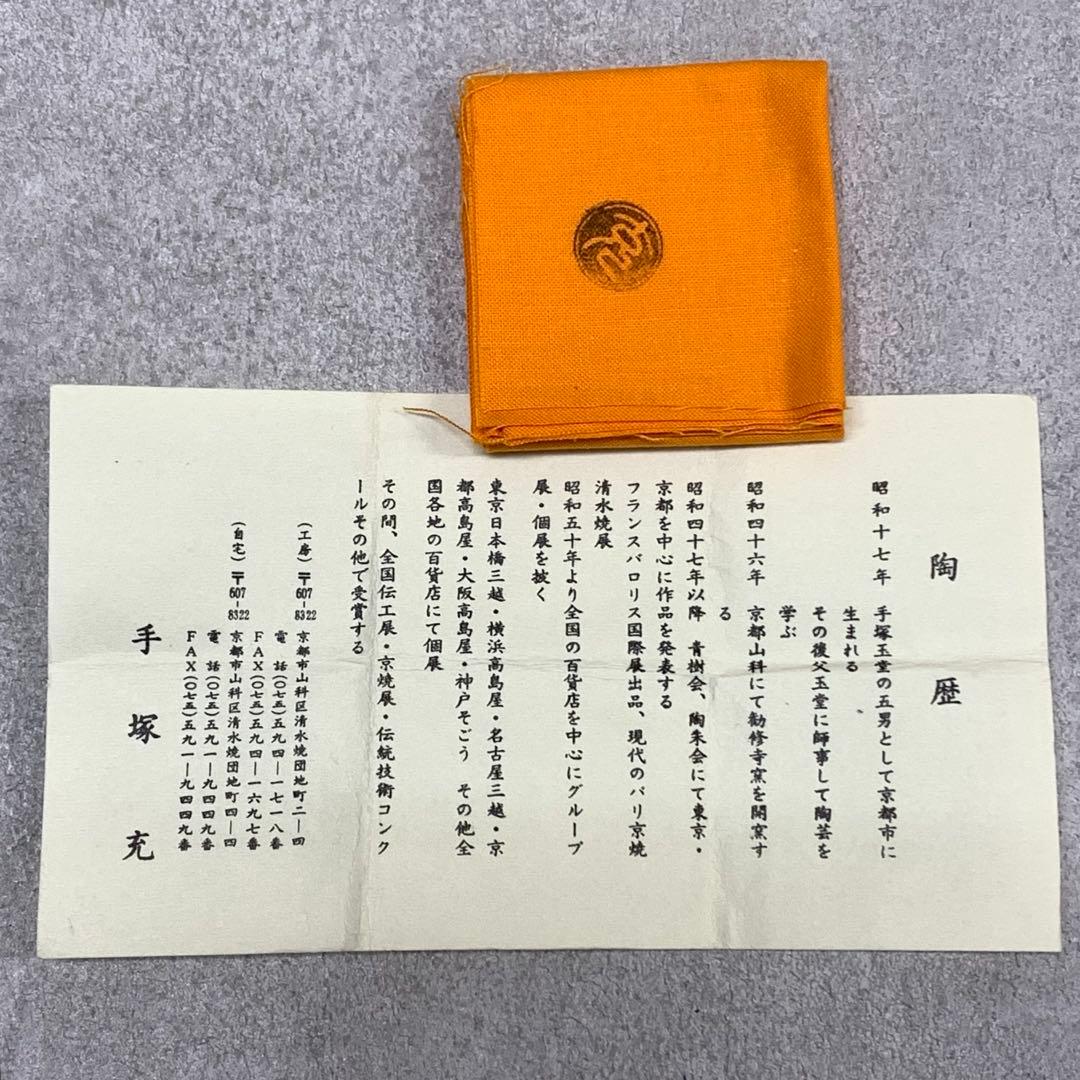 陶歴
昭和十七年　手塚玉堂の五男として京都市に
生まれる
その後父玉堂に師事して陶芸を
学ぶ
昭和四十六年　京都山科にて勧修寺窯を開窯す
る
昭和四十七年以降　青樹会、陶朱会にて東京・
京都を中心に作品を発表する
フランスバロリス国際展出品、現代のパリ京焼
清水焼展
昭和五十年より全国の百貨店を中心にグループ
展・個展を披く
東京日本橋三越・横浜高島屋・名古屋三越・京
都高島屋・大阪高島屋・神戸そごう　その他全
国各地の百貨店にて個展
その間、全国伝工展・京焼展・伝統技術コンク
ールその他で受賞する
（工房）〒607-8322　京都市山科区清水焼団地町二―四
電　話（〇七五）五九四―一七一八番
ＦＡＸ（〇七五）五九四―一六九七番
（自宅）〒607-8322　京都市山科区清水焼団地町四―四
電　話（〇七五）五九一―九四四九番
ＦＡＸ（〇七五）五九一―九四四九番
手塚充